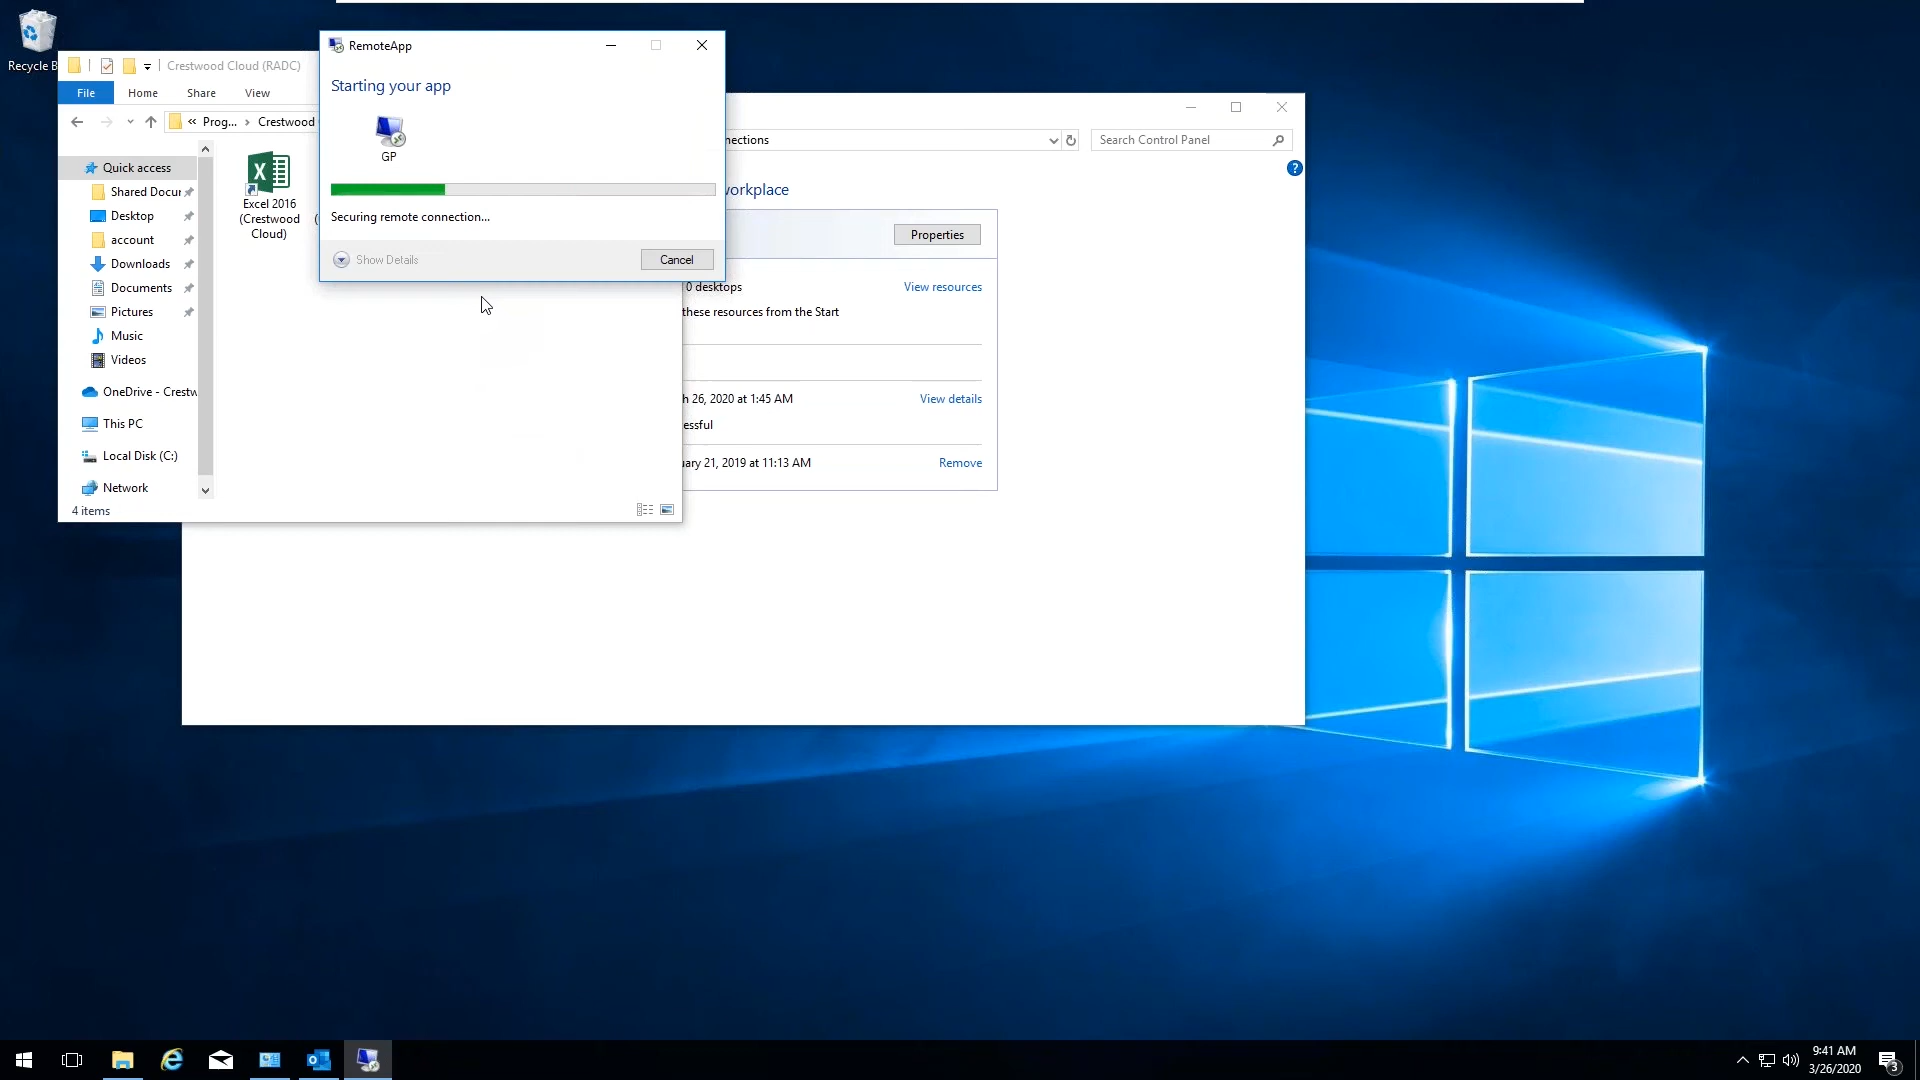 Recycle B
Crestwood Cloud (RADC)
File
Home
Share
View
« Prog... › Crestwood
Quick access
Shared Docur
Desktop
account
Downloads
Documents
Pictures
Music
Videos
OneDrive - Crestw
This PC
Local Disk (C:)
Network
4 items
Excel 2016
(Crestwood
Cloud)
RemoteApp
Starting your app
GP
Securing remote connection...
Show Details
Cancel
nections
Search Control Panel
workplace
Properties
0 desktops
View resources
these resources from the Start
h 26, 2020 at 1:45 AM
View details
essful
uary 21, 2019 at 11:13 AM
Remove
9:41 AM
3/26/2020
3